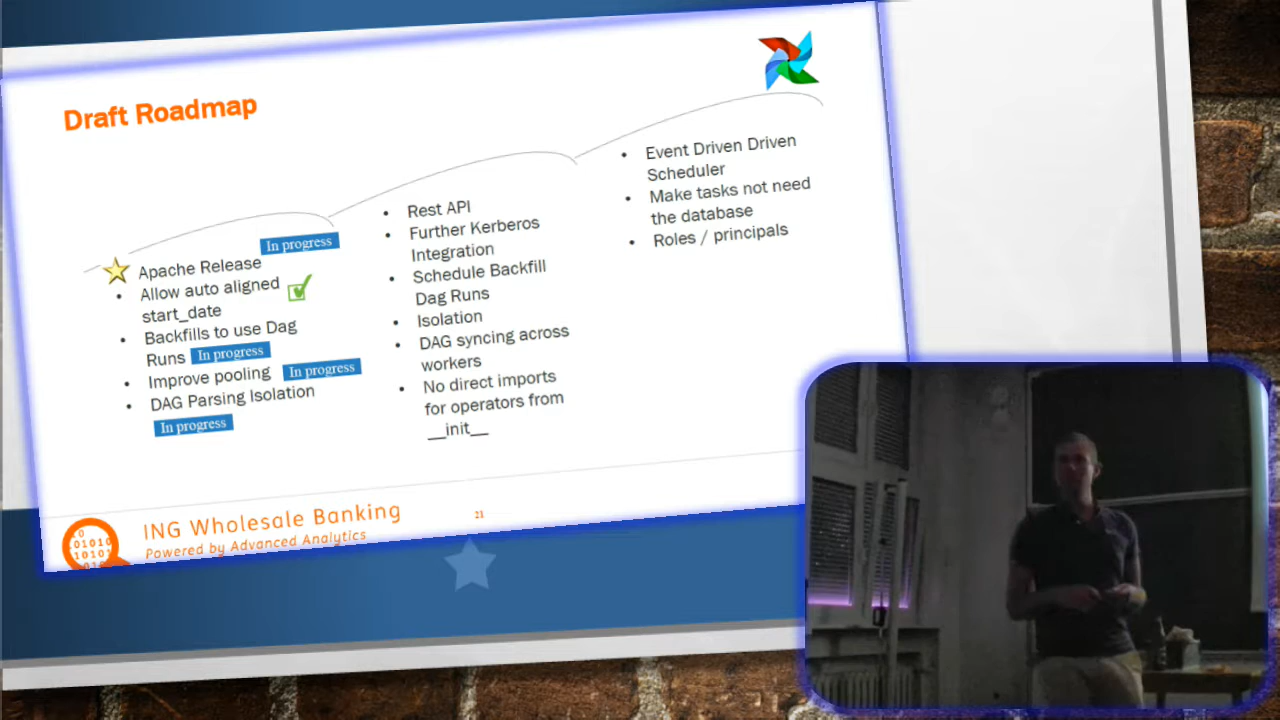 Draft Roadmap
In progress
Apache Release
• Allow auto aligned
start_date
• Backfills to use Dag
Runs In progress
• Improve pooling In progress
• DAG Parsing Isolation
In progress
• Rest API
• Further Kerberos
Integration
• Schedule Backfill
Dag Runs
• Isolation
• DAG syncing across
workers
• No direct imports
for operators from
__init__
• Event Driven Driven
Scheduler
• Make tasks not need
the database
• Roles / principals
ING Wholesale Banking
Powered by Advanced Analytics
21